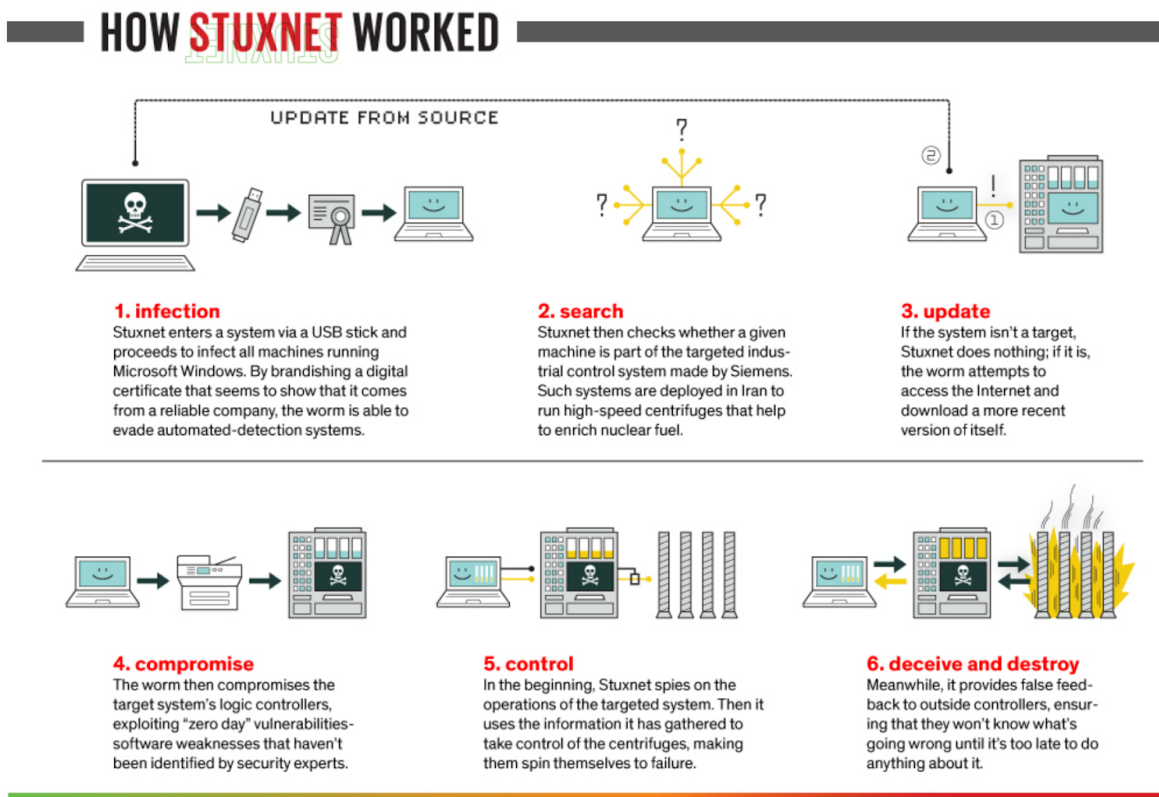 HOW STUXNET WORKED
STUXNET
UPDATE FROM SOURCE
?
?
?
2
!
1
1. infection
Stuxnet enters a system via a USB stick and
proceeds to infect all machines running
Microsoft Windows. By brandishing a digital
certificate that seems to show that it comes
from a reliable company, the worm is able to
evade automated-detection systems.
2. search
Stuxnet then checks whether a given
machine is part of the targeted indus-
trial control system made by Siemens.
Such systems are deployed in Iran to
run high-speed centrifuges that help
to enrich nuclear fuel.
3. update
If the system isn't a target,
Stuxnet does nothing; if it is,
the worm attempts to
access the Internet and
download a more recent
version of itself.
4. compromise
The worm then compromises the
target system's logic controllers,
exploiting “zero day” vulnerabilities-
software weaknesses that haven't
been identified by security experts.
5. control
In the beginning, Stuxnet spies on the
operations of the targeted system. Then it
uses the information it has gathered to
take control of the centrifuges, making
them spin themselves to failure.
6. deceive and destroy
Meanwhile, it provides false feed-
back to outside controllers, ensur-
ing that they won't know what's
going wrong until it's too late to do
anything about it.